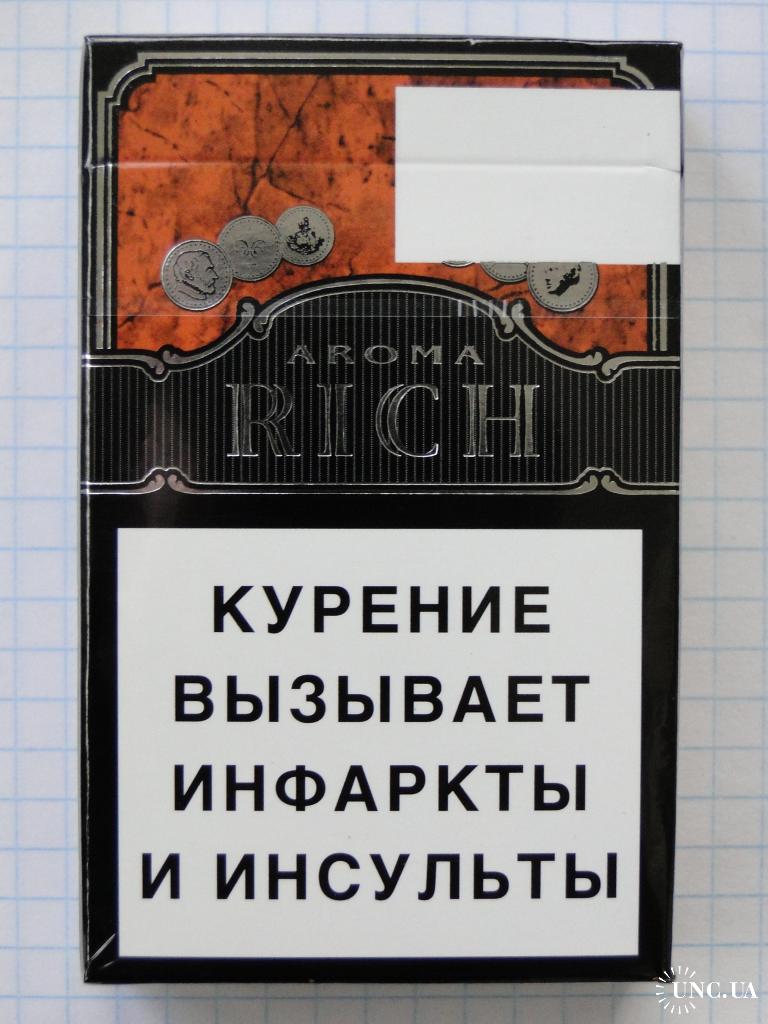 AROMA
RICH
КУРЕНИЕ
ВЫЗЫВАЕТ
ИНФАРКТЫ
И ИНСУЛЬТЫ
UNC.UA